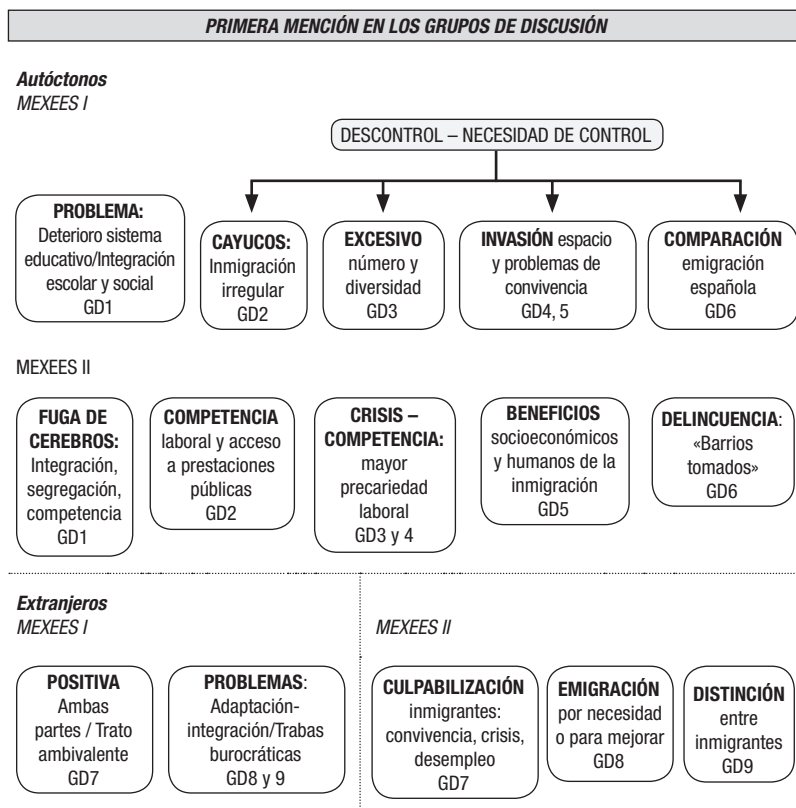 PRIMERA MENCIÓN EN LOS GRUPOS DE DISCUSIÓN
Autóctonos
MEXEES I
DESCONTROL – NECESIDAD DE CONTROL
PROBLEMA:
Deterioro sistema
educativo/Integración
escolar y social
GD1
CAYUCOS:
Inmigración
irregular
GD2
EXCESIVO
número y
diversidad
GD3
INVASIÓN espacio
y problemas de
convivencia
GD4, 5
COMPARACIÓN
emigración
española
GD6
MEXEES II
FUGA DE
CEREBROS:
Integración,
segregación,
competencia
GD1
COMPETENCIA
laboral y acceso
a prestaciones
públicas
GD2
CRISIS –
COMPETENCIA:
mayor
precariedad
laboral
GD3 y 4
BENEFICIOS
socioeconómicos
y humanos de la
inmigración
GD5
DELINCUENCIA:
«Barrios
tomados»
GD6
Extranjeros
MEXEES I
POSITIVA
Ambas
partes / Trato
ambivalente
GD7
PROBLEMAS:
Adaptación-
integración/Trabas
burocráticas
GD8 y 9
MEXEES II
CULPABILIZACIÓN
inmigrantes:
convivencia, crisis,
desempleo
GD7
EMIGRACIÓN
por necesidad
o para mejorar
GD8
DISTINCIÓN
entre
inmigrantes
GD9